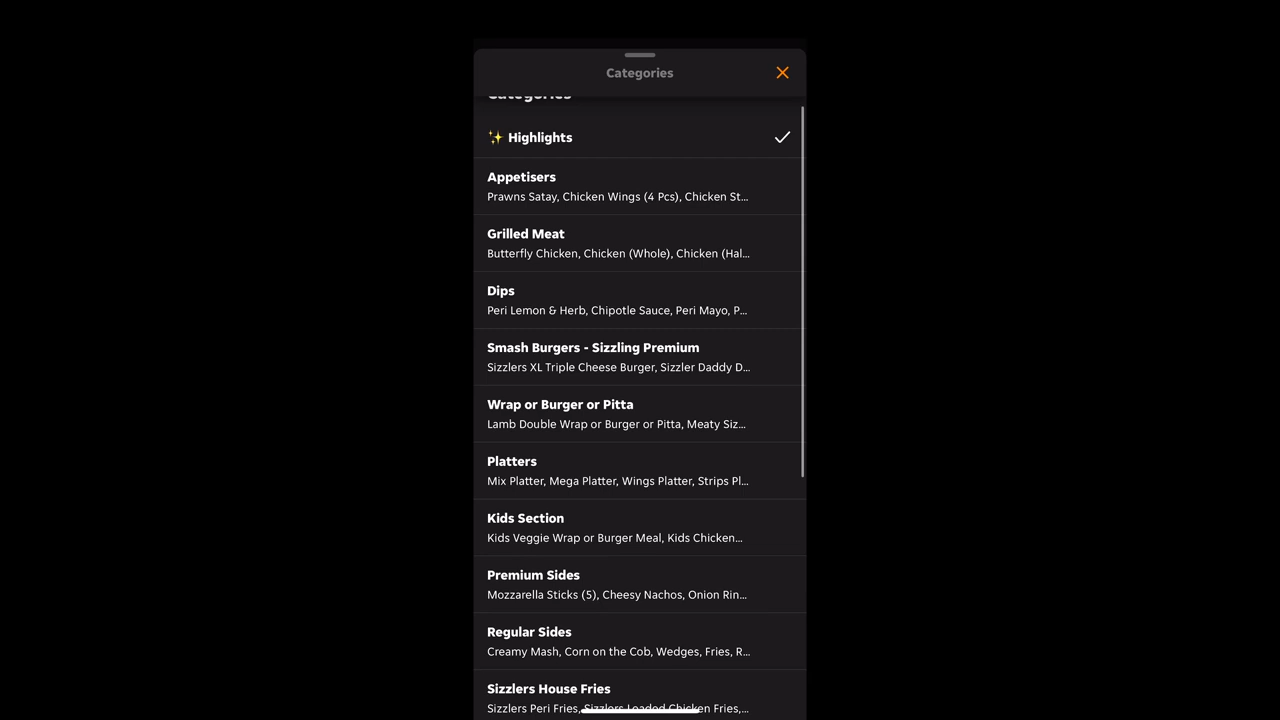 Categories
Categories
✨ Highlights
Appetisers
Prawns Satay, Chicken Wings (4 Pcs), Chicken St...
Grilled Meat
Butterfly Chicken, Chicken (Whole), Chicken (Hal...
Dips
Peri Lemon & Herb, Chipotle Sauce, Peri Mayo, P...
Smash Burgers - Sizzling Premium
Sizzlers XL Triple Cheese Burger, Sizzler Daddy D...
Wrap or Burger or Pitta
Lamb Double Wrap or Burger or Pitta, Meaty Siz...
Platters
Mix Platter, Mega Platter, Wings Platter, Strips Pl...
Kids Section
Kids Veggie Wrap or Burger Meal, Kids Chicken...
Premium Sides
Mozzarella Sticks (5), Cheesy Nachos, Onion Rin...
Regular Sides
Creamy Mash, Corn on the Cob, Wedges, Fries, R...
Sizzlers House Fries
Sizzlers Peri Fries, Sizzlers Loaded Chicken Fries,...